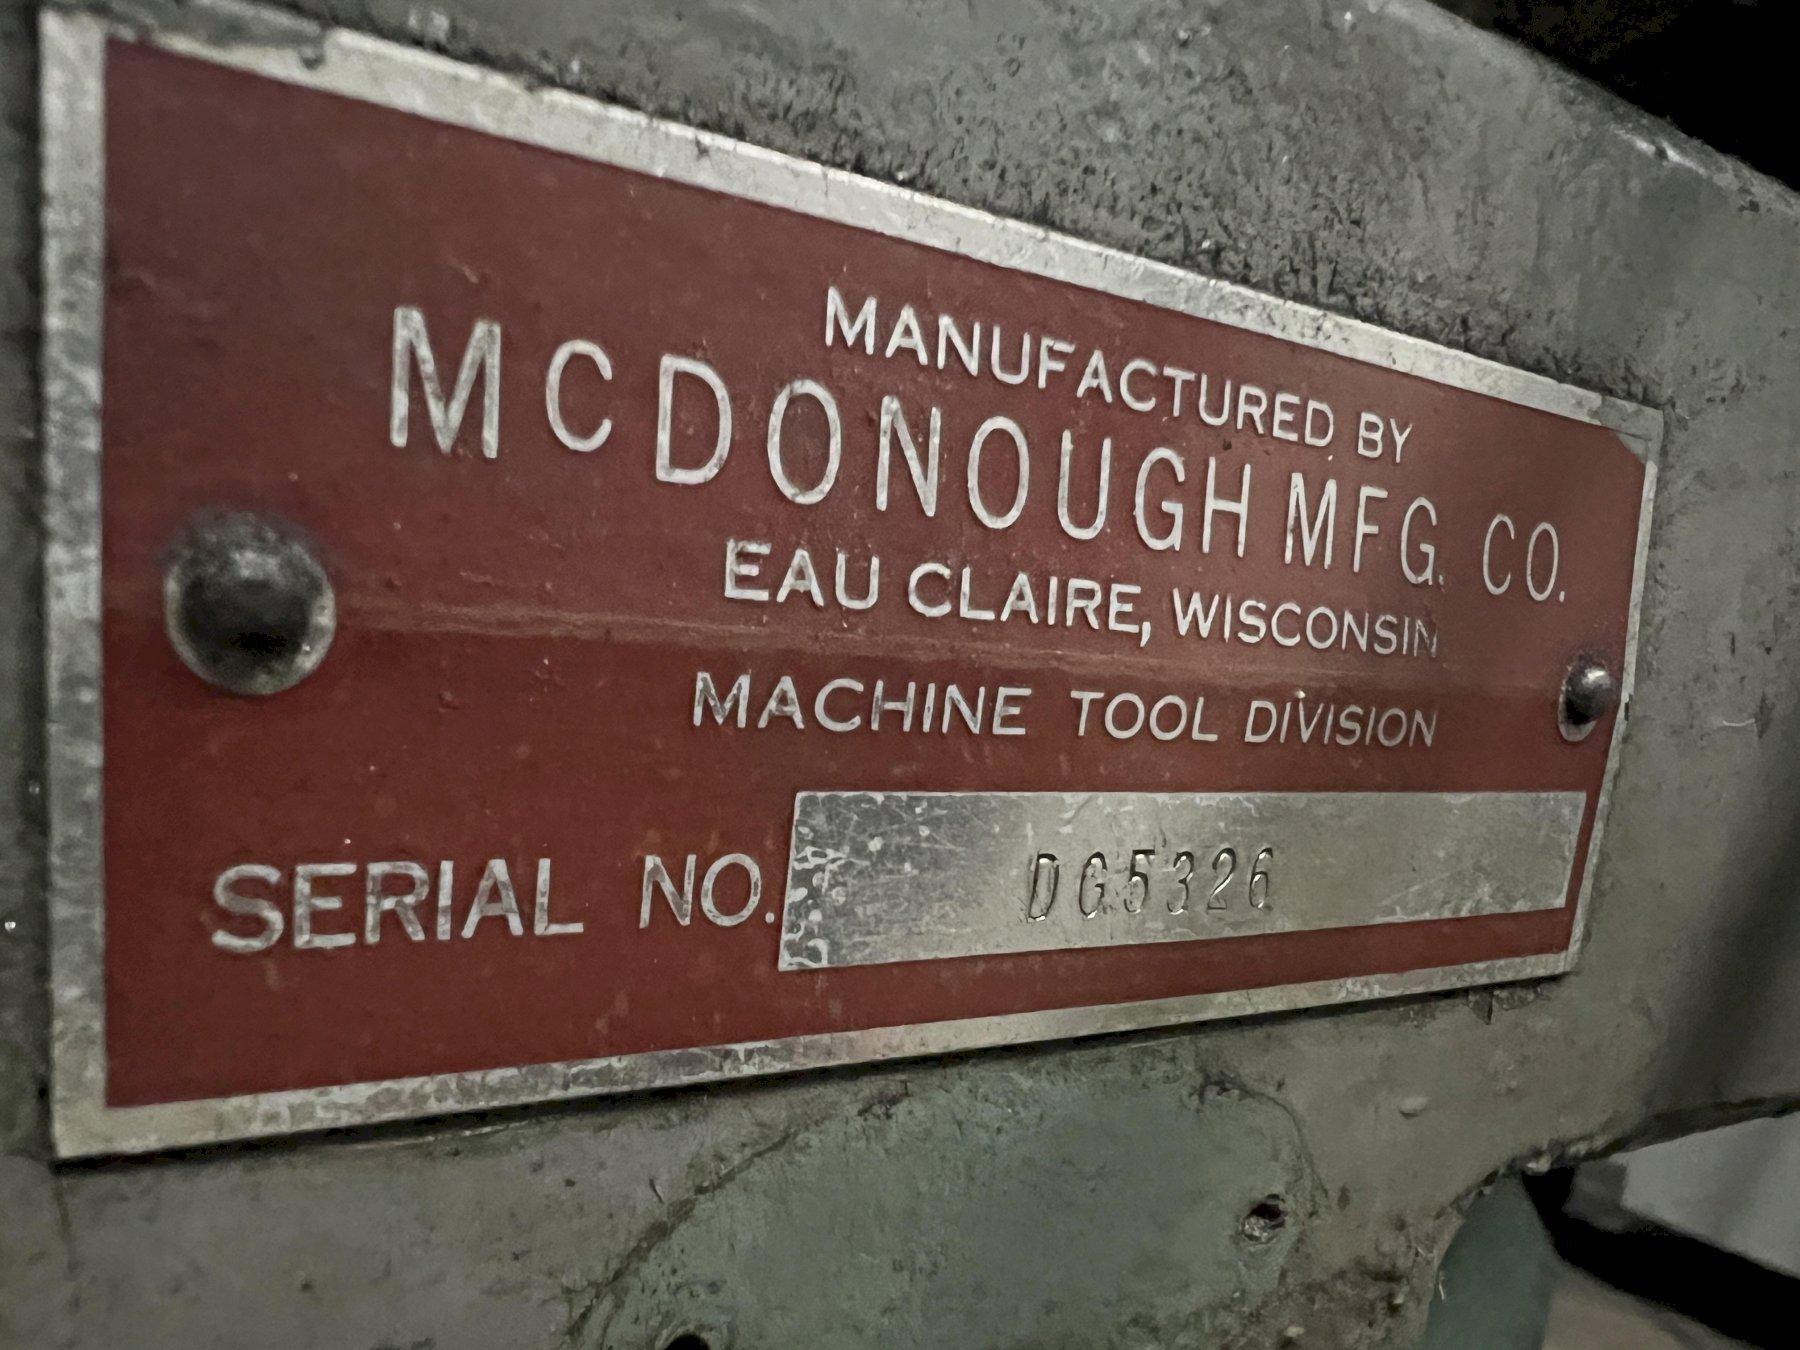 MANUFACTURED BY
MCDONOUGH MFG. CO.
EAU CLAIRE, WISCONSIN
MACHINE TOOL DIVISION
SERIAL NO. DG5326